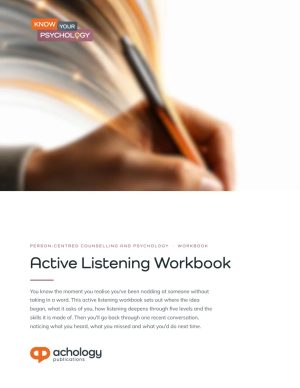 KNOW YOUR
PSYCHOLOGY
PERSON-CENTRED COUNSELLING AND PSYCHOLOGY WORKBOOK
Active Listening Workbook
You know the moment you realise you've been nodding at someone without
taking in a word. This active listening workbook sets out where the idea
began, what it asks of you, how listening deepens through five levels and the
skills it is made of. Then you'll go back through one recent conversation,
noticing what you heard, what you missed and what you'd do next time.
achology
publications